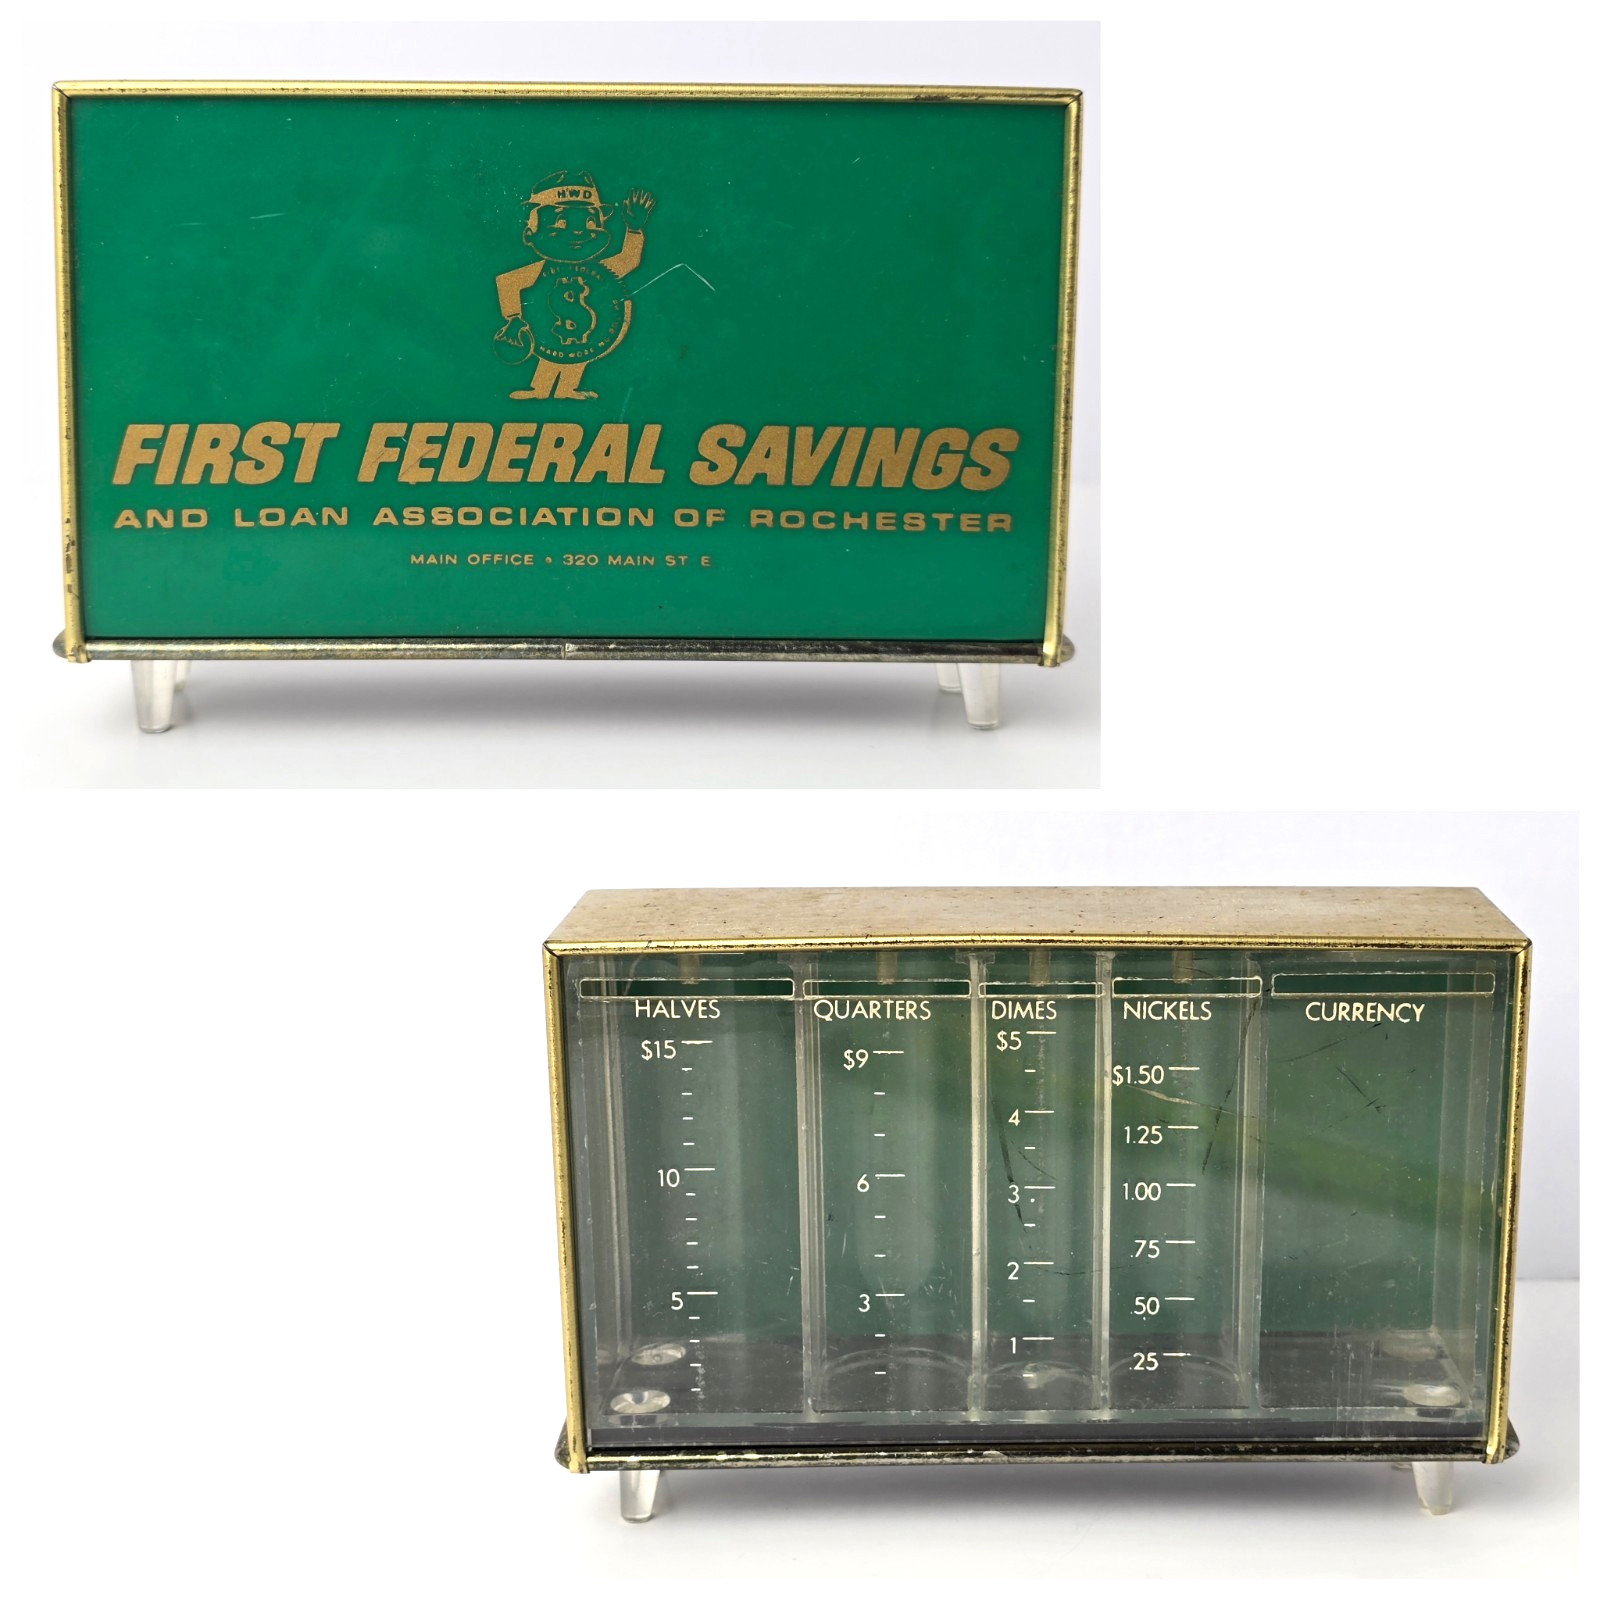 HWD
$
FIRST FEDERAL SAVINGS
AND LOAN ASSOCIATION OF ROCHESTER
MAIN OFFICE • 320 MAIN ST E
HALVES QUARTERS DIMES NICKELS CURRENCY
$15 $9 $5 $1.50
4 1.25
10 6 3 1.00
.75
2
5 3 .50
1 .25